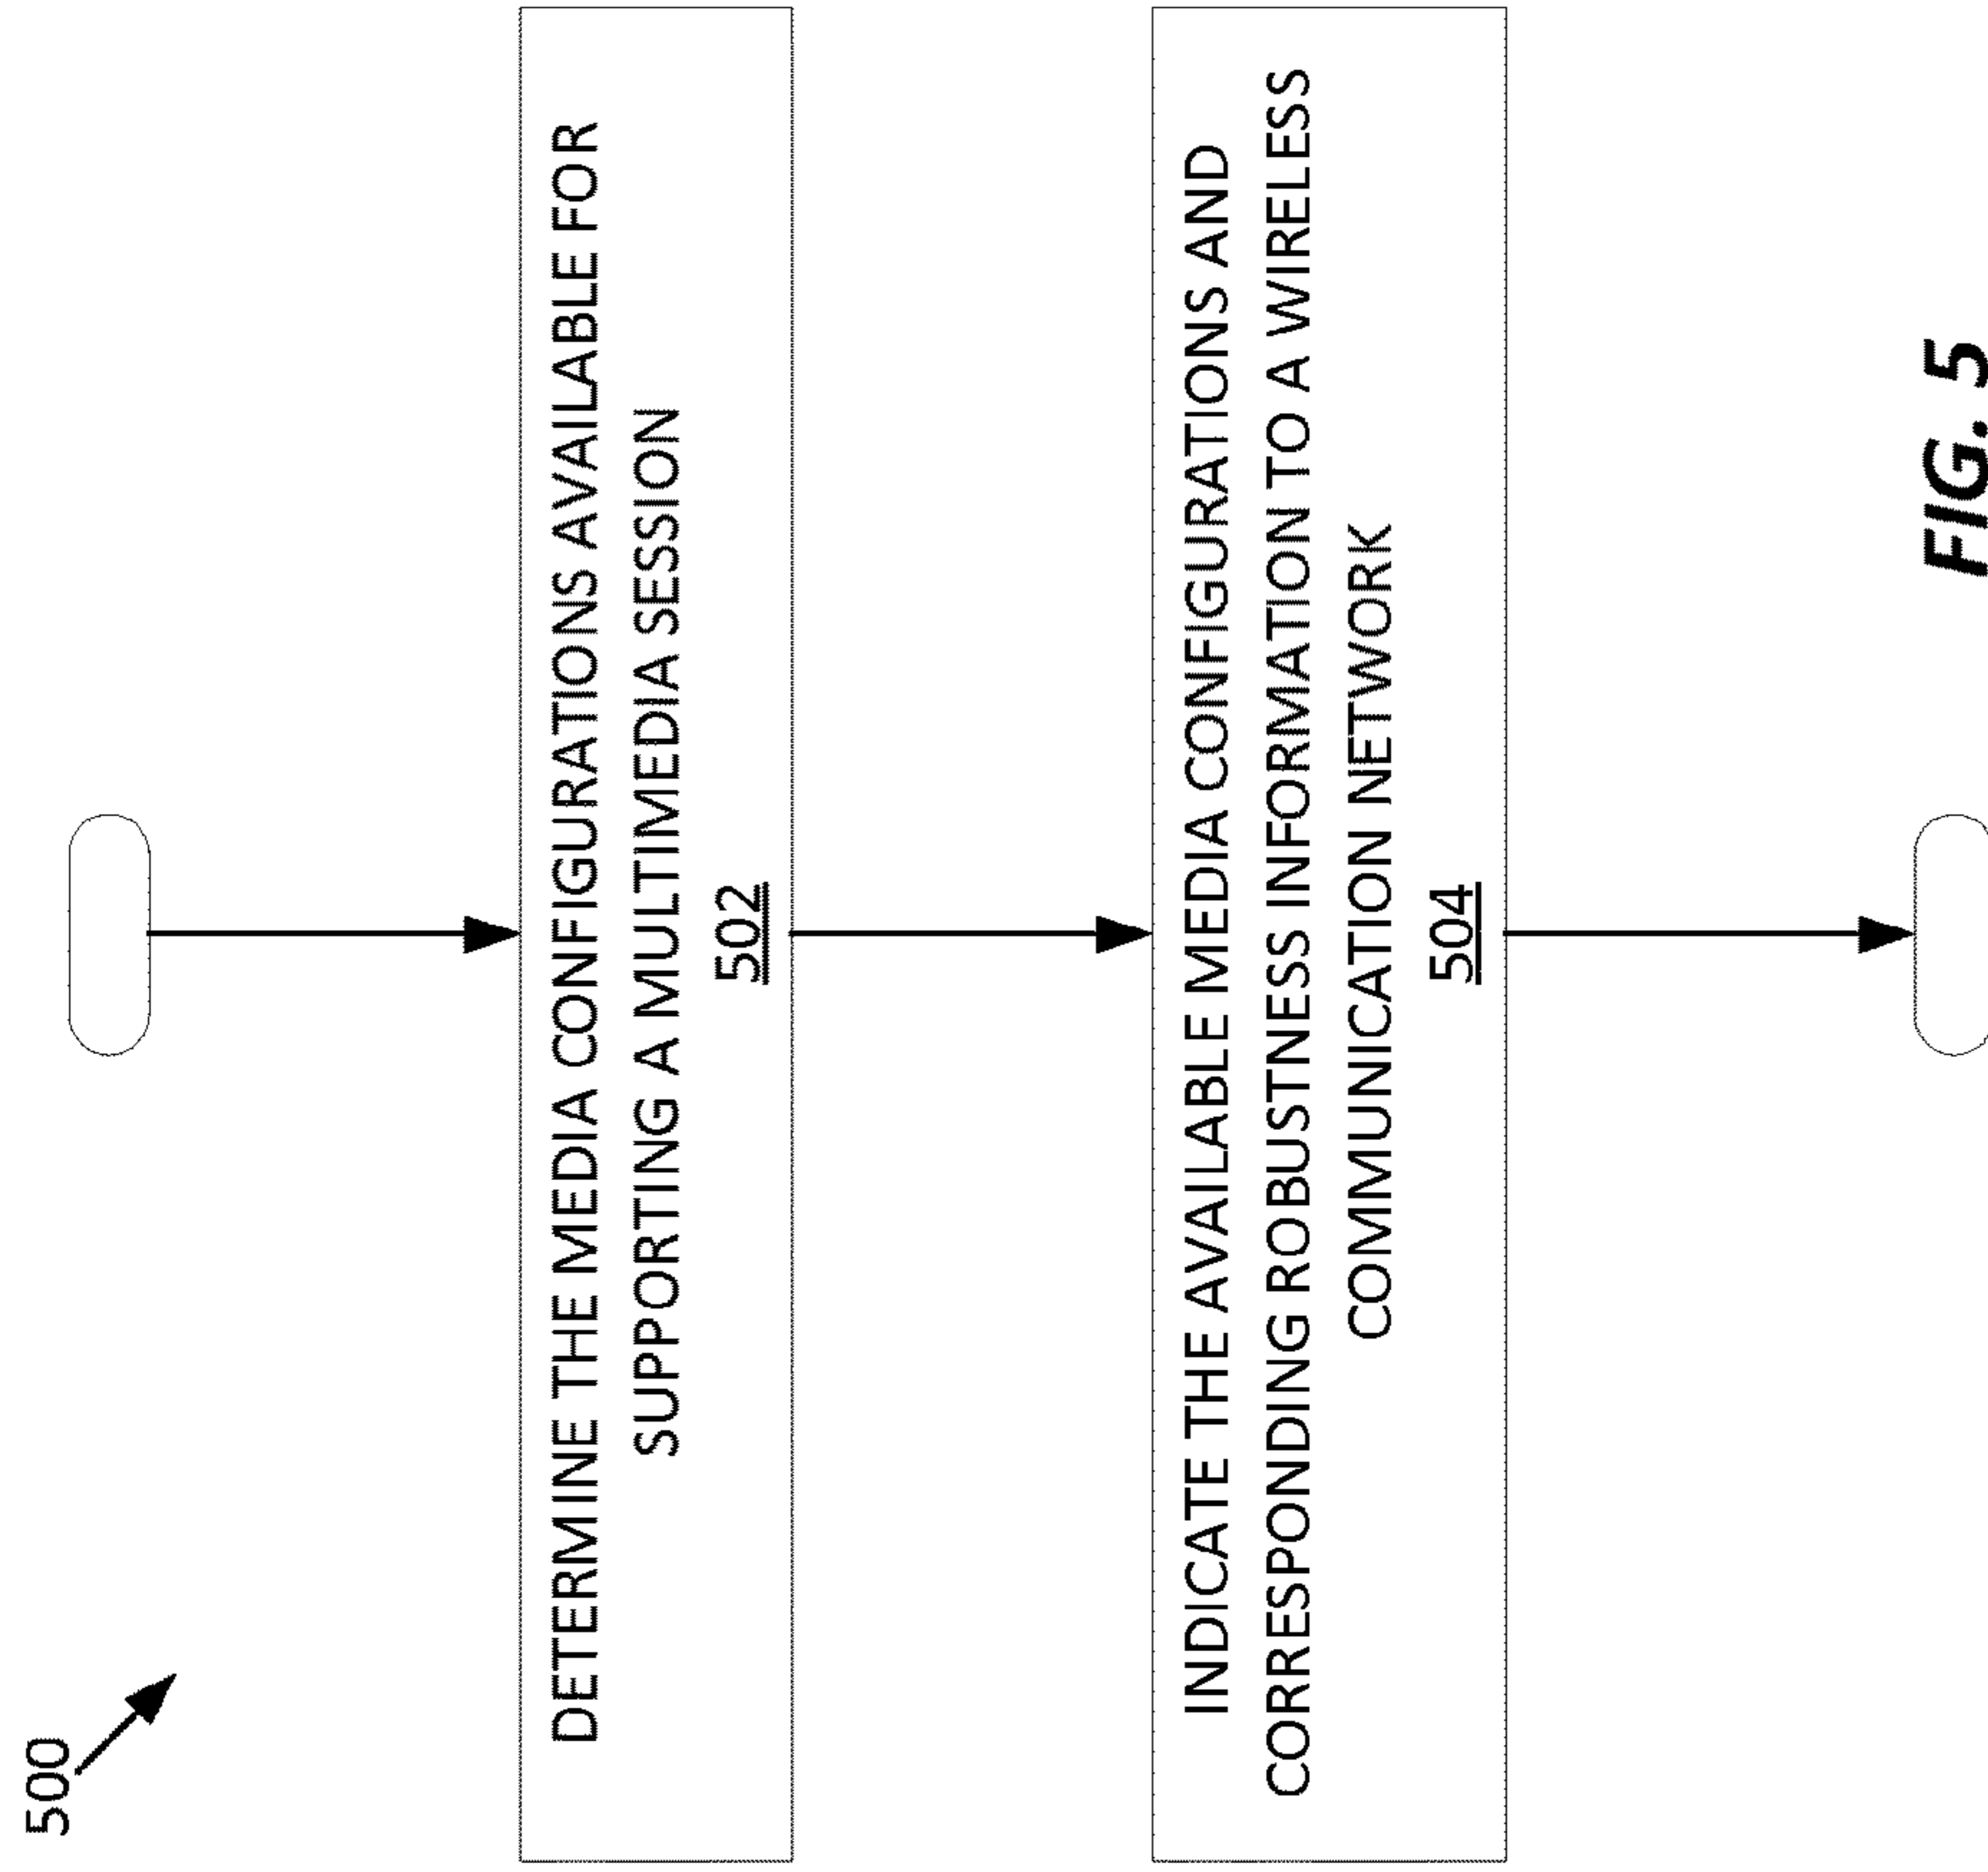 500
DETERMINE THE MEDIA CONFIGURATIONS AVAILABLE FOR
SUPPORTING A MULTIMEDIA SESSION
502
INDICATE THE AVAILABLE MEDIA CONFIGURATIONS AND
CORRESPONDING ROBUSTNESS INFORMATION TO A WIRELESS
COMMUNICATION NETWORK
504
FIG. 5